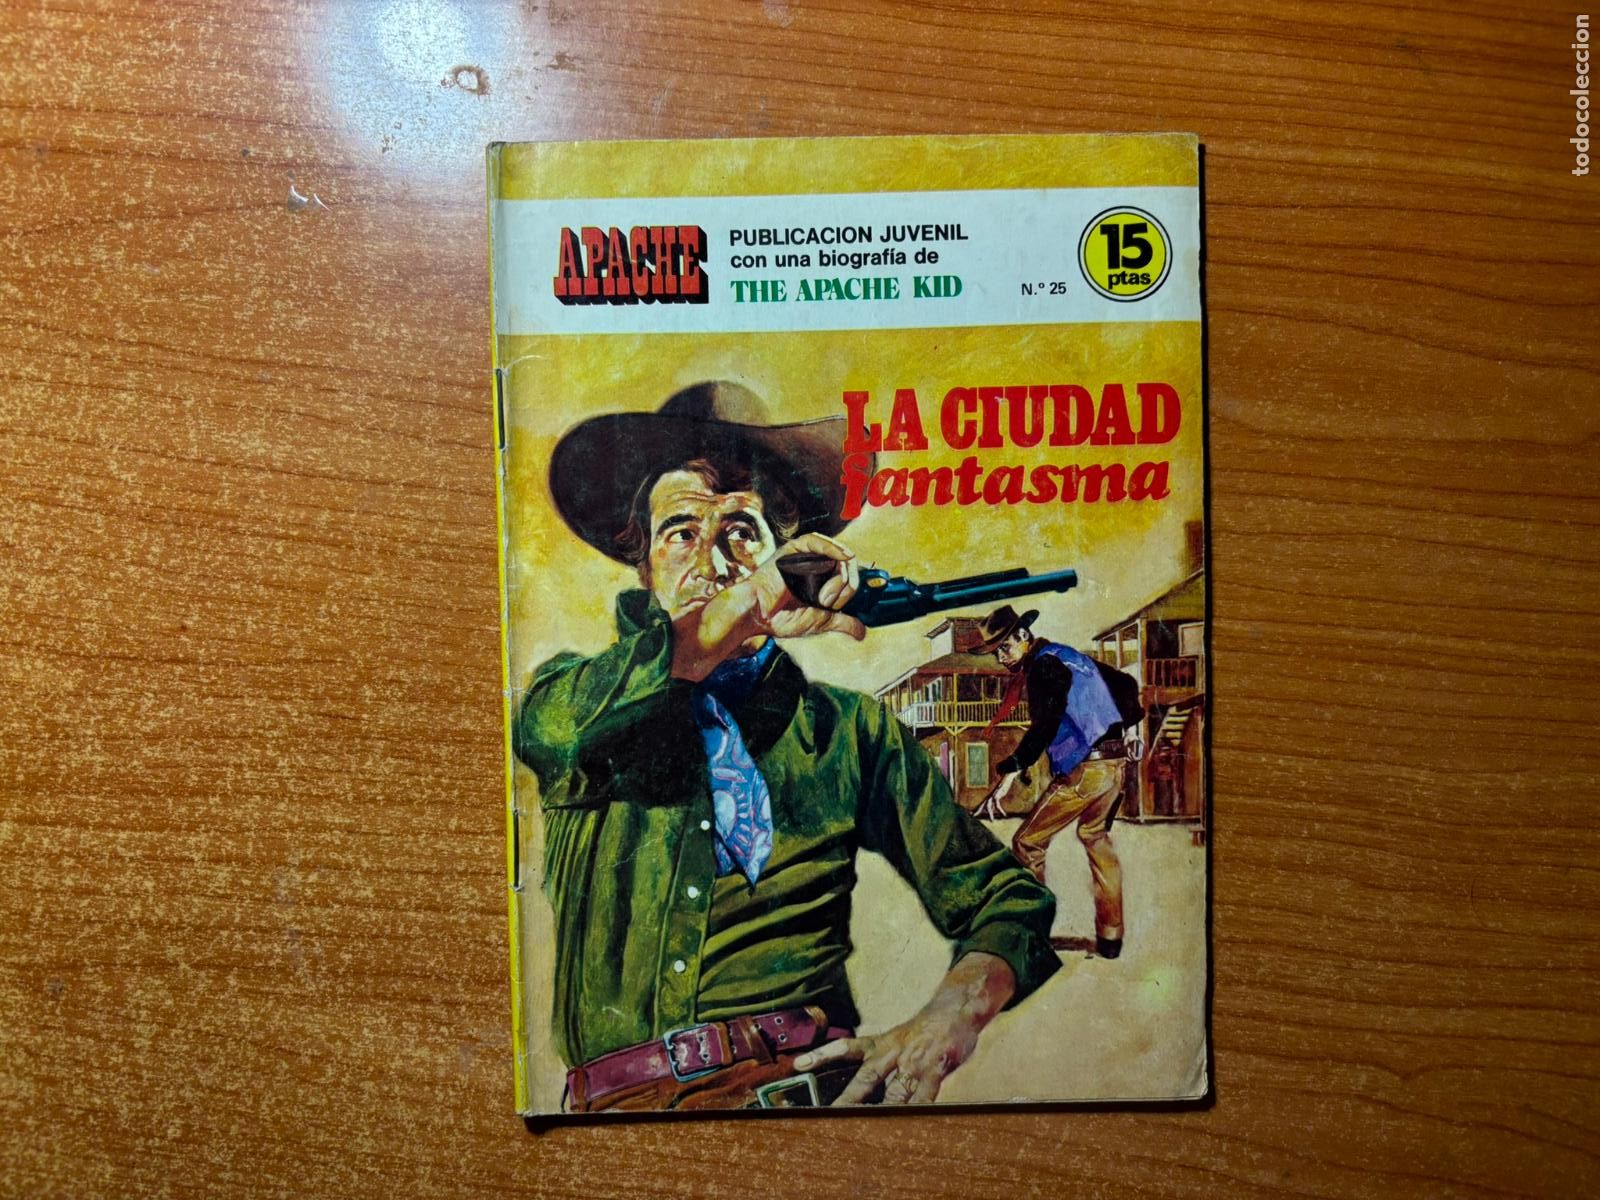 APACHE
PUBLICACION JUVENIL
con una biografía de
THE APACHE KID
N.º 25
15
ptas
LA CIUDAD
fantasma
todocoleccion